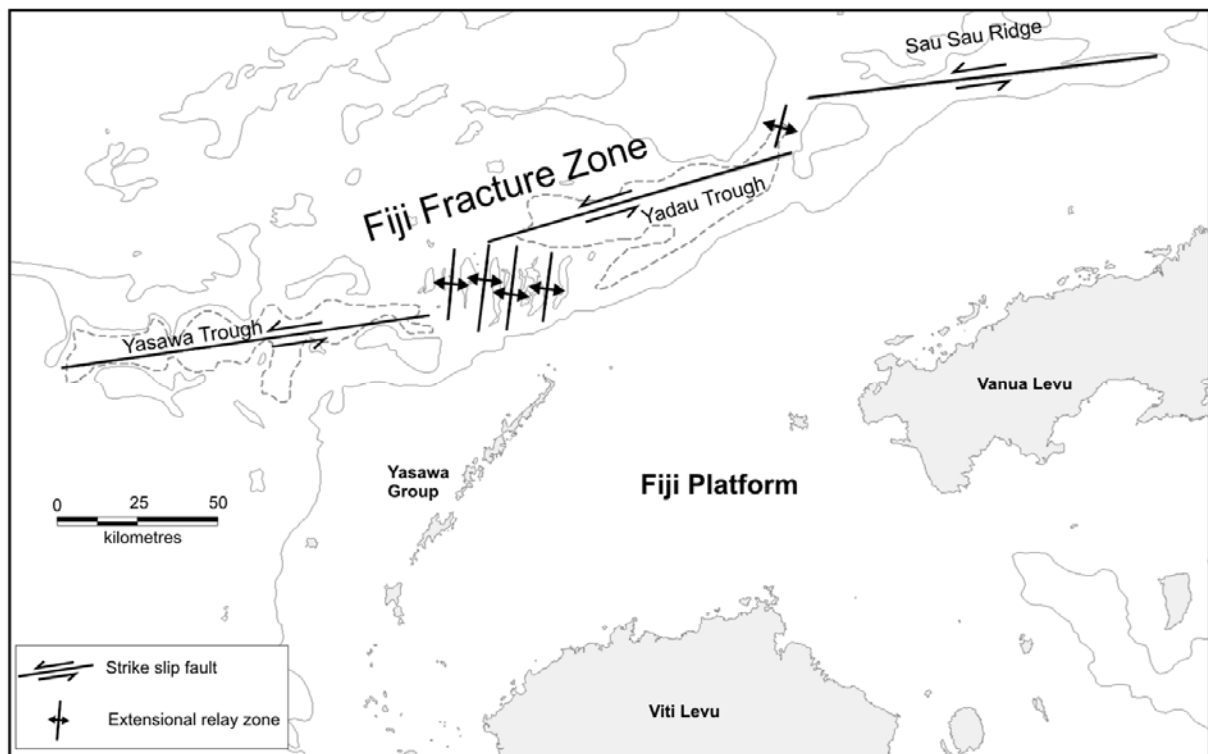 Sau Sau Ridge
Fiji Fracture Zone
Yadau Trough
Yasawa Trough
Vanua Levu
Yasawa
Group
Fiji Platform
0 25 50
kilometres
Strike slip fault
Extensional relay zone
Viti Levu